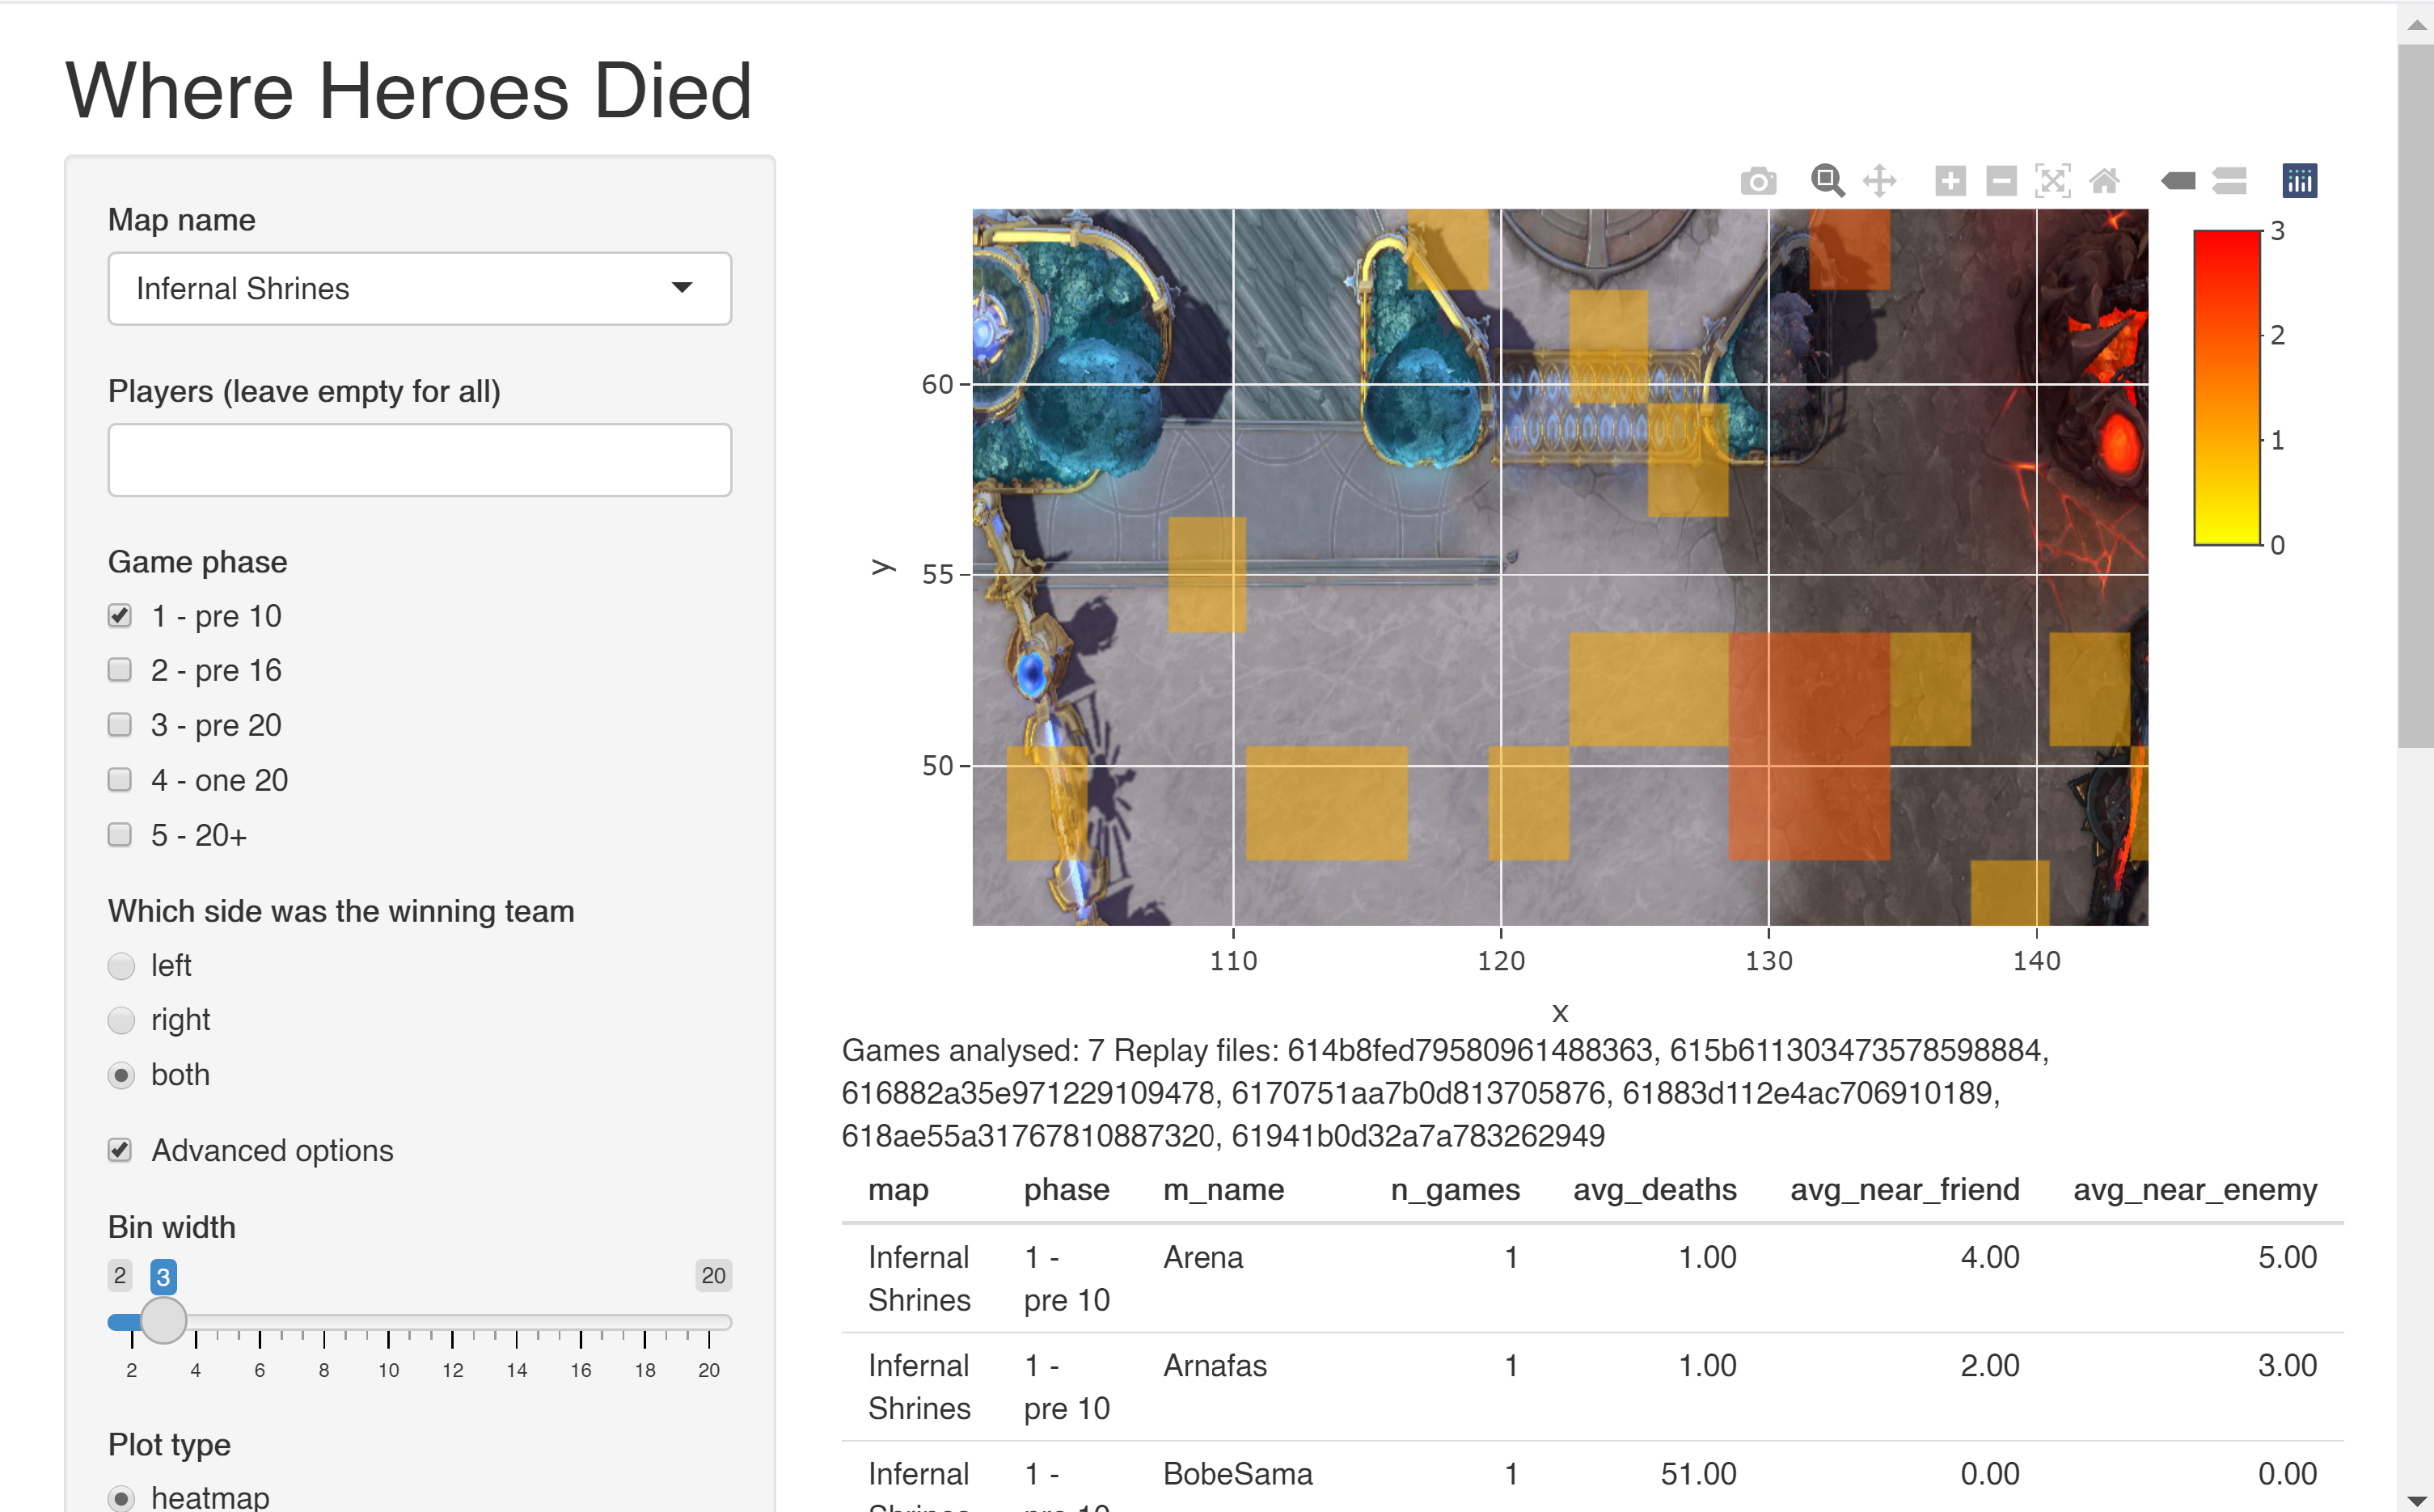 Where Heroes Died
Map name
Infernal Shrines
Players (leave empty for all)
Game phase
1 - pre 10
2 - pre 16
3 - pre 20
4 - one 20
5 - 20+
Which side was the winning team
left
right
both
Advanced options
Bin width
2 3 20
2 4 6 8 10 12 14 16 18 20
Plot type
heatmap
3
2
1
0
60
55
50
y
110 120 130 140
x
Games analysed: 7 Replay files: 614b8fed79580961488363, 615b611303473578598884,
616882a35e971229109478, 6170751aa7b0d813705876, 61883d112e4ac706910189,
618ae55a31767810887320, 61941b0d32a7a783262949
map phase m_name n_games avg_deaths avg_near_friend avg_near_enemy
Infernal 1 - Arena 1 1.00 4.00 5.00
Shrines pre 10
Infernal 1 - Arnafas 1 1.00 2.00 3.00
Shrines pre 10
Infernal 1 - BobeSama 1 51.00 0.00 0.00
Shrines pre 10